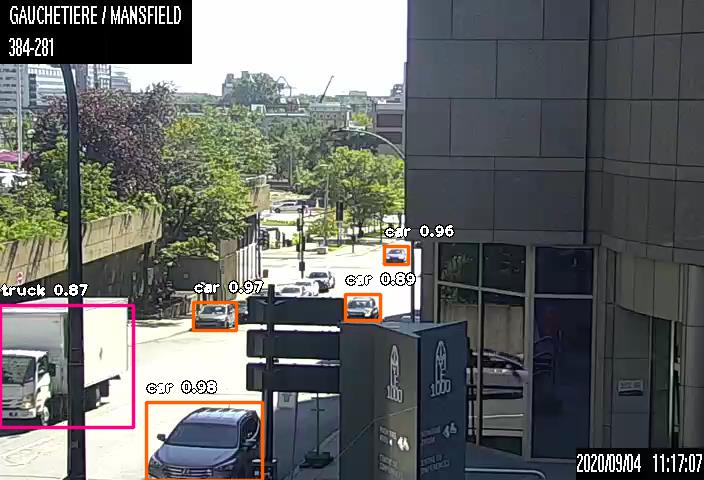 GAUCHETIERE / MANSFIELD
384-281
car 0.96
car 0.89
truck 0.87
car 0.97
car 0.98
1000
1000
2020/09/04 11:17:07